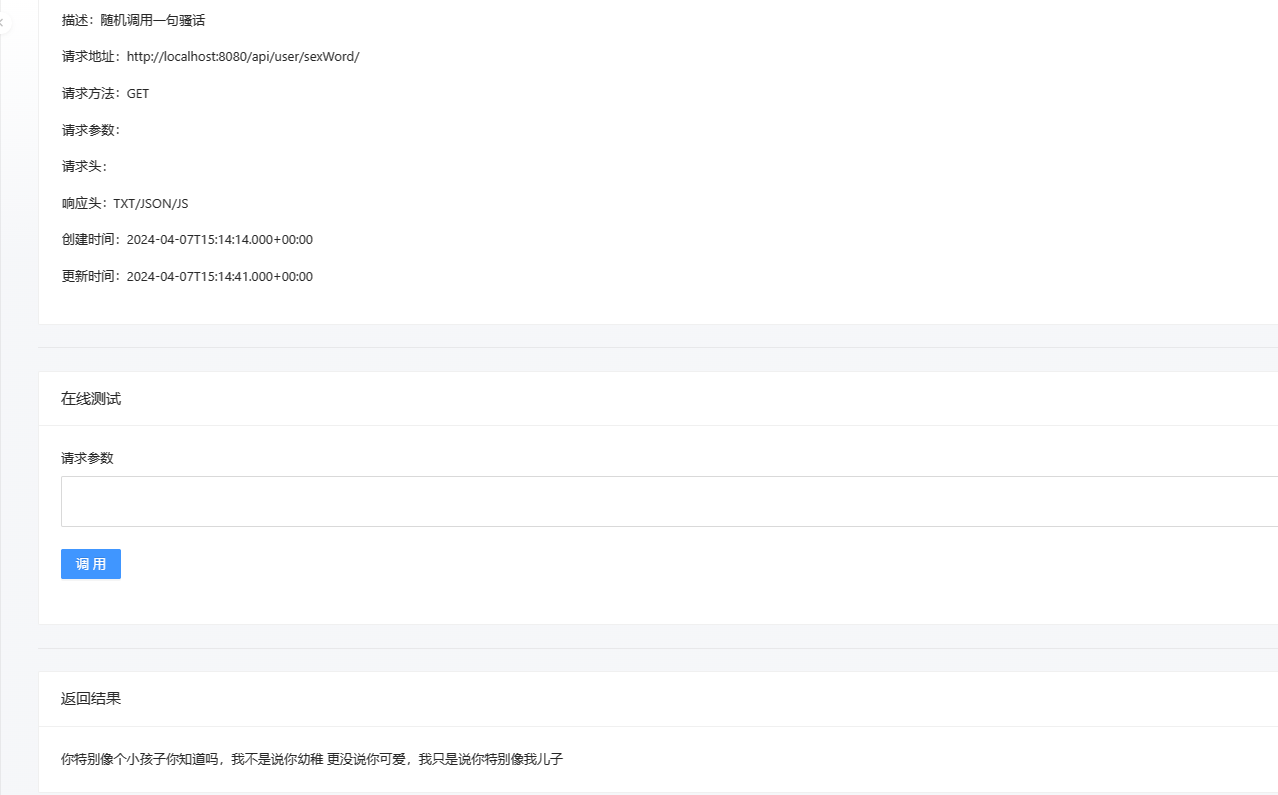 描述：随机调用一句骚话
请求地址：http://localhost:8080/api/user/sexWord/
请求方法：GET
请求参数：
请求头：
响应头：TXT/JSON/JS
创建时间：2024-04-07T15:14:14.000+00:00
更新时间：2024-04-07T15:14:41.000+00:00
在线测试
请求参数
调 用
返回结果
你特别像个小孩子你知道吗，我不是说你幼稚 更没说你可爱，我只是说你特别像我儿子